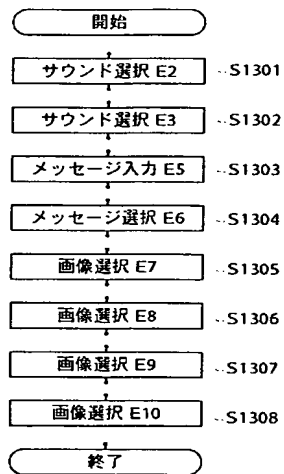 開始
サウンド選択 E2 S1301
サウンド選択 E3 S1302
メッセージ入力 E5 S1303
メッセージ選択 E6 S1304
画像選択 E7 S1305
画像選択 E8 S1306
画像選択 E9 S1307
画像選択 E10 S1308
終了